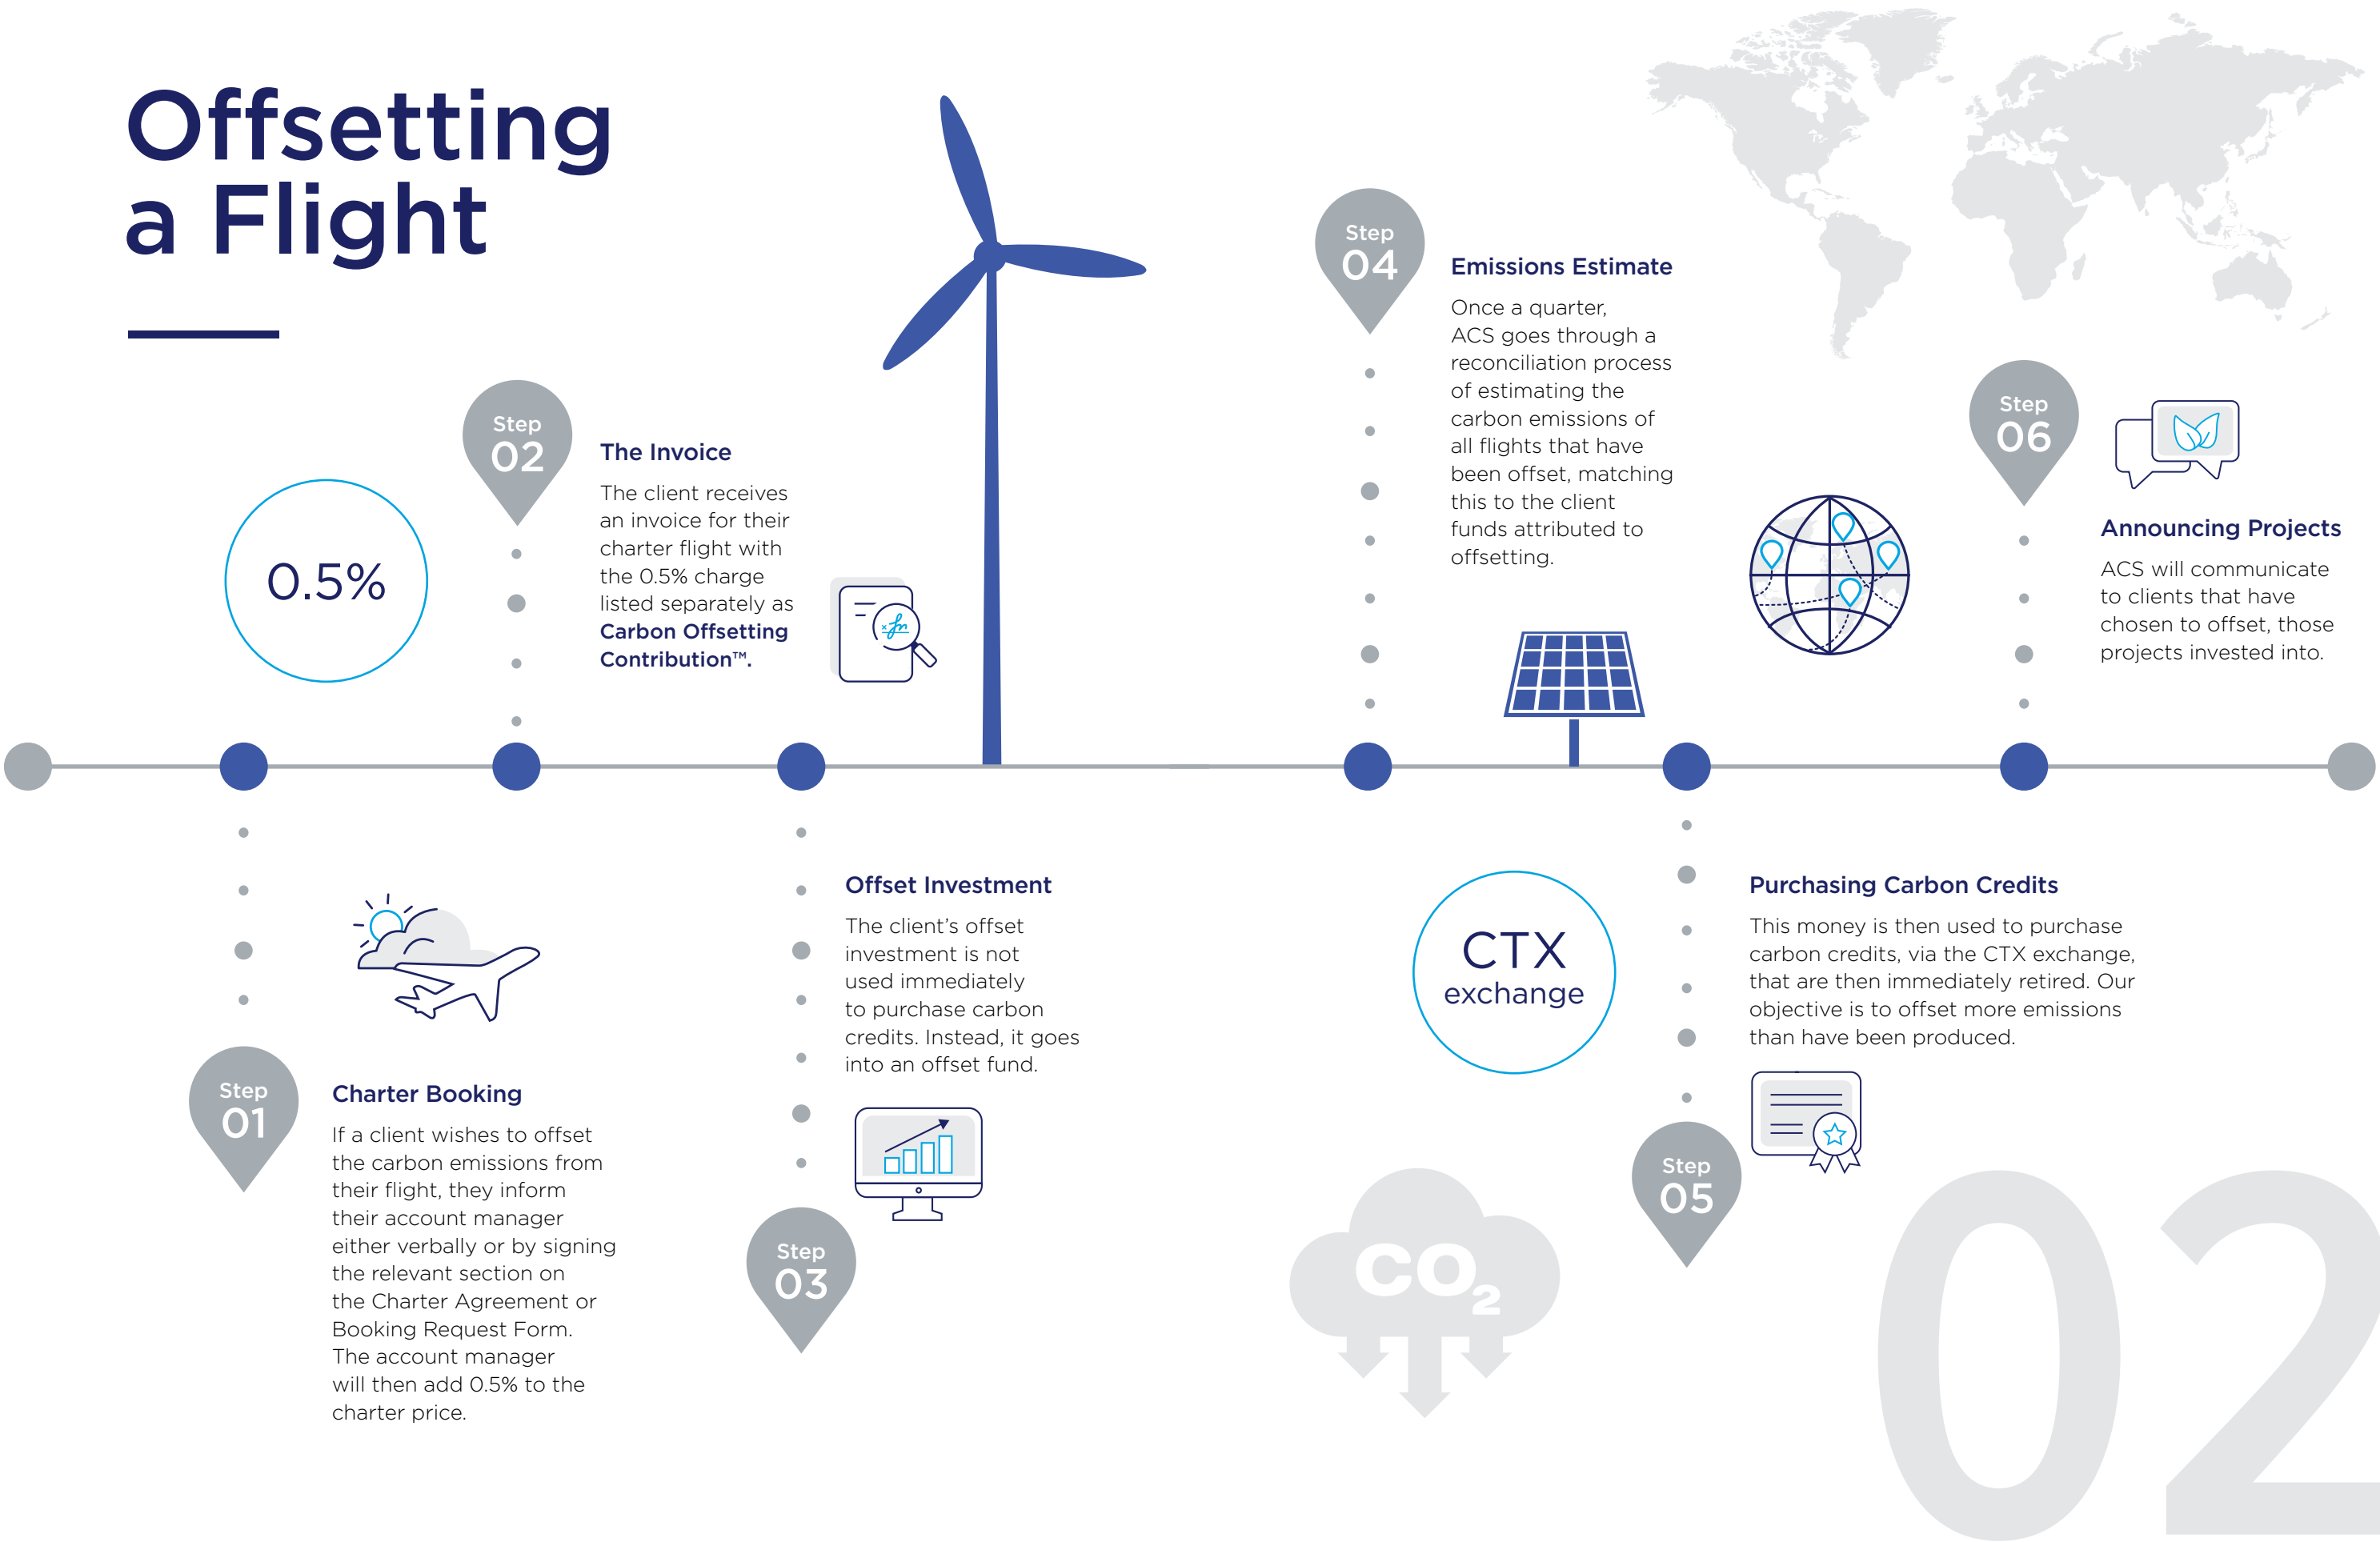 Offsetting
a Flight
0.5%
Step
01
Charter Booking
If a client wishes to offset
the carbon emissions from
their flight, they inform
their account manager
either verbally or by signing
the relevant section on
the Charter Agreement or
Booking Request Form.
The account manager
will then add 0.5% to the
charter price.
Step
02
The Invoice
The client receives
an invoice for their
charter flight with
the 0.5% charge
listed separately as
Carbon Offsetting
Contribution™.
Step
03
Offset Investment
The client’s offset
investment is not
used immediately
to purchase carbon
credits. Instead, it goes
into an offset fund.
Step
04
Emissions Estimate
Once a quarter,
ACS goes through a
reconciliation process
of estimating the
carbon emissions of
all flights that have
been offset, matching
this to the client
funds attributed to
offsetting.
CTX
exchange
CO₂
Step
05
Purchasing Carbon Credits
This money is then used to purchase
carbon credits, via the CTX exchange,
that are then immediately retired. Our
objective is to offset more emissions
than have been produced.
Step
06
Announcing Projects
ACS will communicate
to clients that have
chosen to offset, those
projects invested into.
02